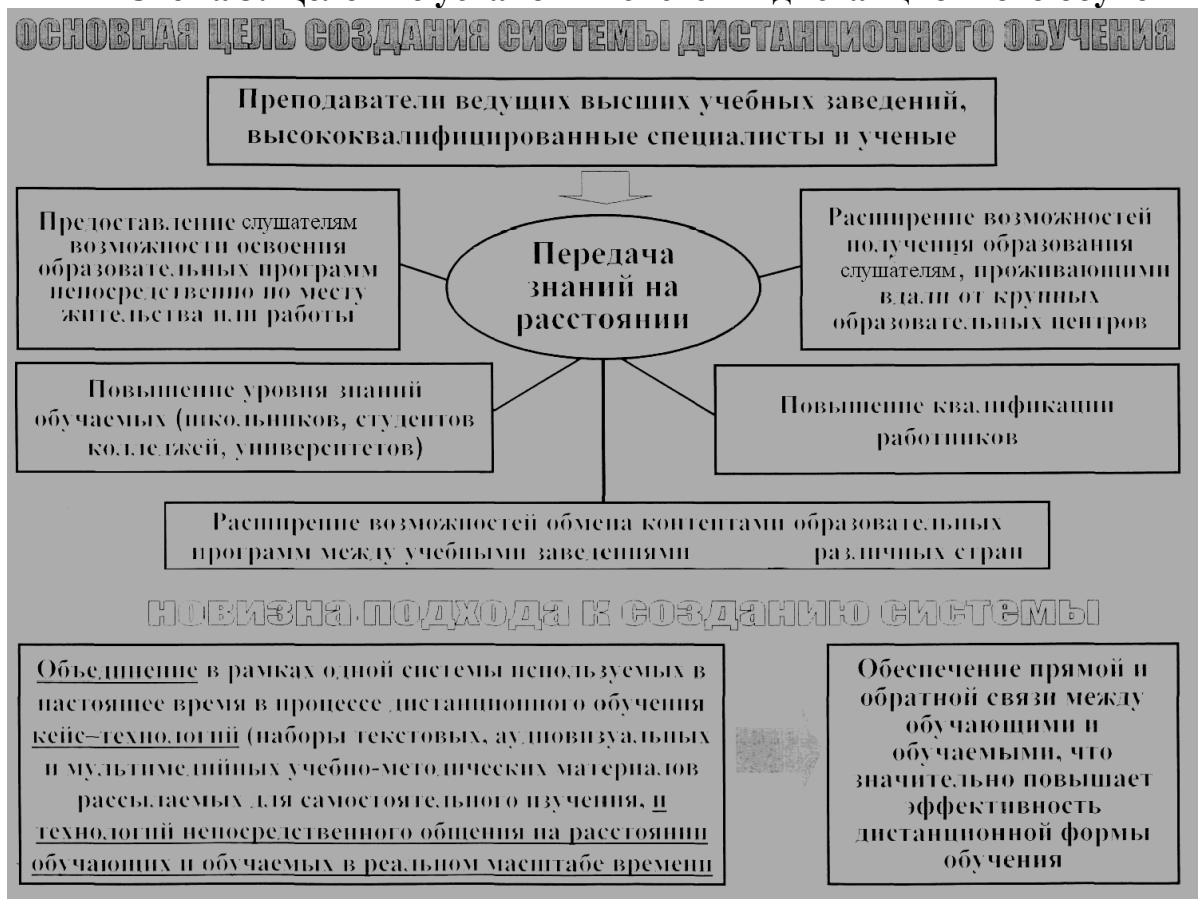 ОСНОВНАЯ ЦЕЛЬ СОЗДАНИЯ СИСТЕМЫ ДИСТАНЦИОННОГО ОБУЧЕНИЯ
Преподаватели ведущих высших учебных заведений,
высококвалифицированные специалисты и ученые
Предоставление слушателям
возможности освоения
образовательных программ
непосредственно по месту
жительства или работы
Передача
знаний на
расстоянии
Расширение возможностей
получения образования
слушателям, проживающими
вдали от крупных
образовательных центров
Повышение уровня знаний
обучаемых (школьников, студентов
колледжей, университетов)
Повышение квалификации
работников
Расширение возможностей обмена контентами образовательных
программ между учебными заведениями различных стран
НОВИЗНА ПОДХОДА К СОЗДАНИЮ СИСТЕМЫ
Объединение в рамках одной системы используемых в
настоящее время в процессе дистанционного обучения
кейс–технологий (наборы текстовых, аудиовизуальных
и мультимедийных учебно-методических материалов
рассылаемых для самостоятельного изучения, и
технологий непосредственного общения на расстоянии
обучающих и обучаемых в реальном масштабе времени
Обеспечение прямой и
обратной связи между
обучающими и
обучаемыми, что
значительно повышает
эффективность
дистанционной формы
обучения